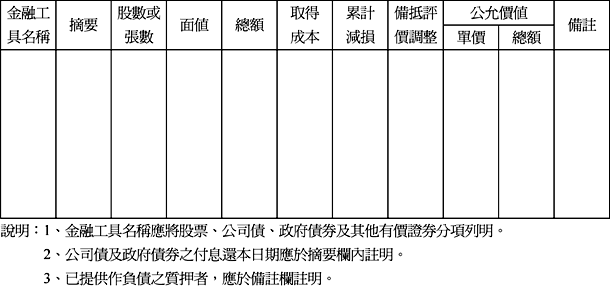 金融工具名稱 摘要 股數或張數 面值 總額 取得成本 累計減損 備抵評價調整 公允價值 備註
單價 總額
說明：1、金融工具名稱應將股票、公司債、政府債券及其他有價證券分項列明。
2、公司債及政府債券之付息還本日期應於摘要欄內註明。
3、已提供作負債之質押者，應於備註欄註明。